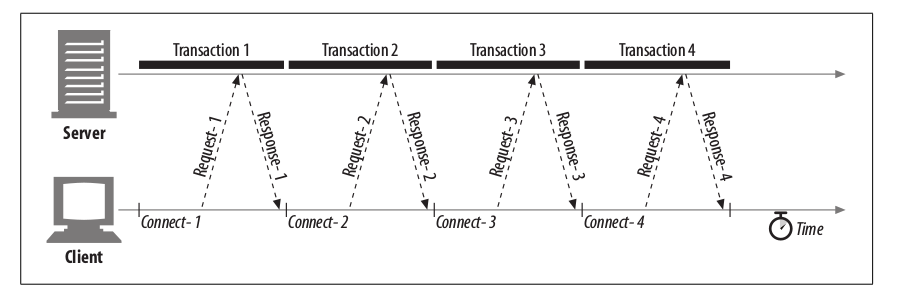 Transaction 1
Transaction 2
Transaction 3
Transaction 4
Server
Request- 1
Response- 1
Request- 2
Response- 2
Request- 3
Response- 3
Request- 4
Response- 4
Connect- 1
Connect- 2
Connect- 3
Connect- 4
Time
Client